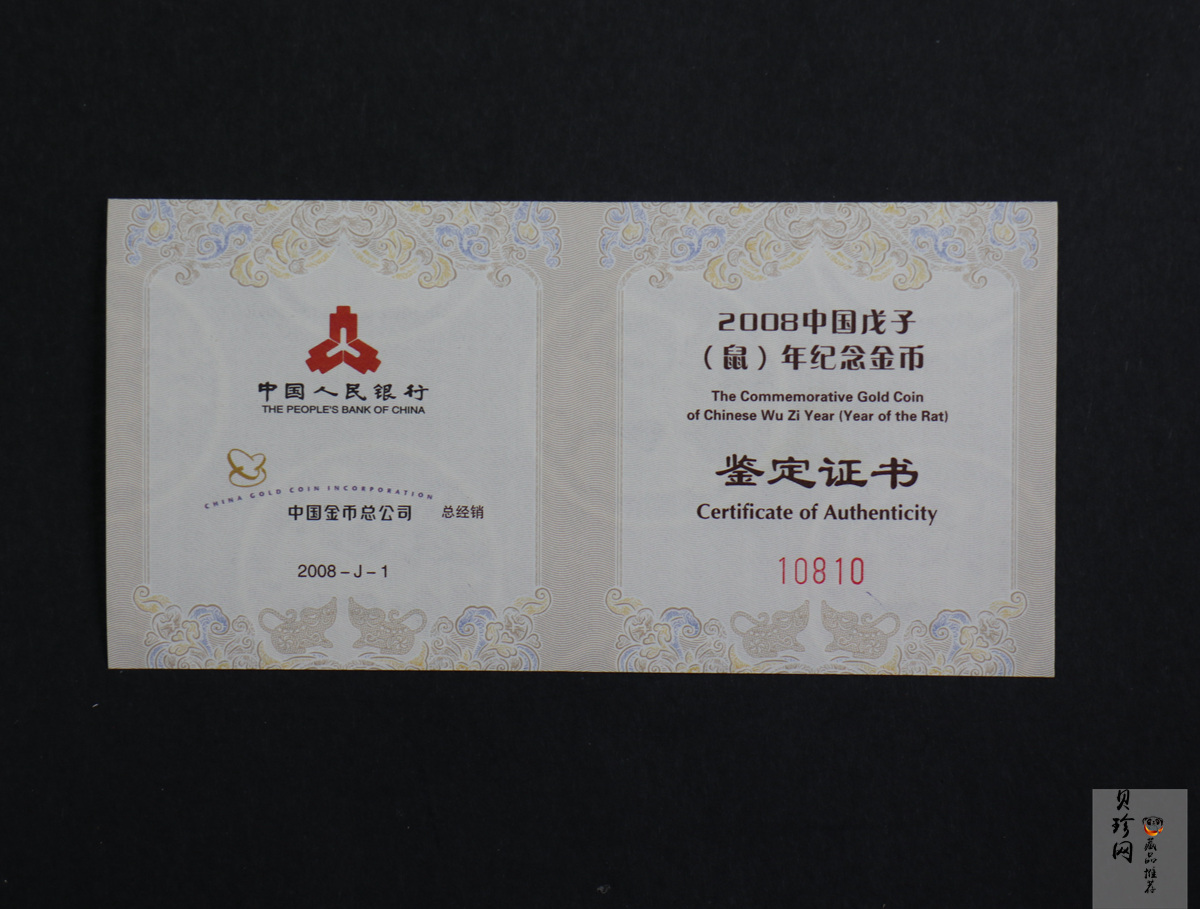 中国人民银行
THE PEOPLE'S BANK OF CHINA
CHINA GOLD COIN INCORPORATION
中国金币总公司 总经销
2008－J－1
2008中国戊子
（鼠）年纪念金币
The Commemorative Gold Coin
of Chinese Wu Zi Year (Year of the Rat)
鉴定证书
Certificate of Authenticity
10810
贝珍网
藏品推荐